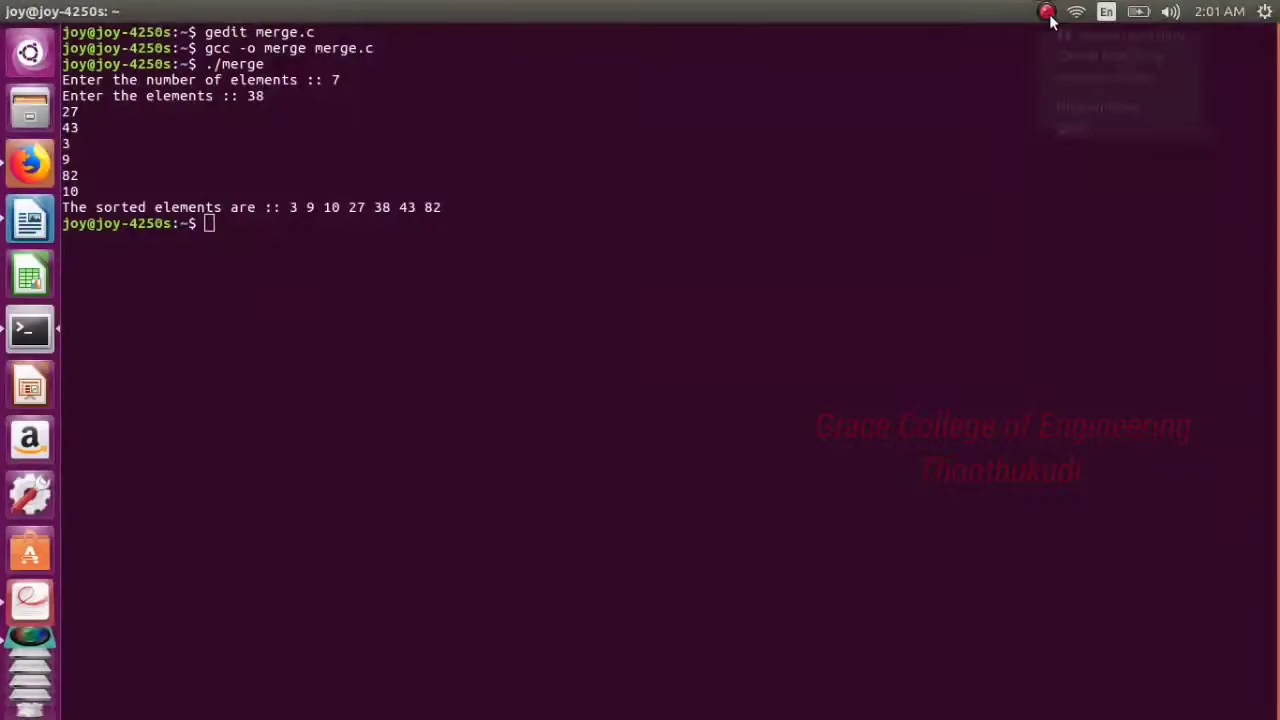 joy@joy-4250s: ~
En
2:01 AM
joy@joy-4250s:~$ gedit merge.c
joy@joy-4250s:~$ gcc -o merge merge.c
joy@joy-4250s:~$ ./merge
Enter the number of elements :: 7
Enter the elements :: 38
27
43
3
9
82
10
The sorted elements are :: 3 9 10 27 38 43 82
joy@joy-4250s:~$
Grace College of Engineering
Thoothukudi